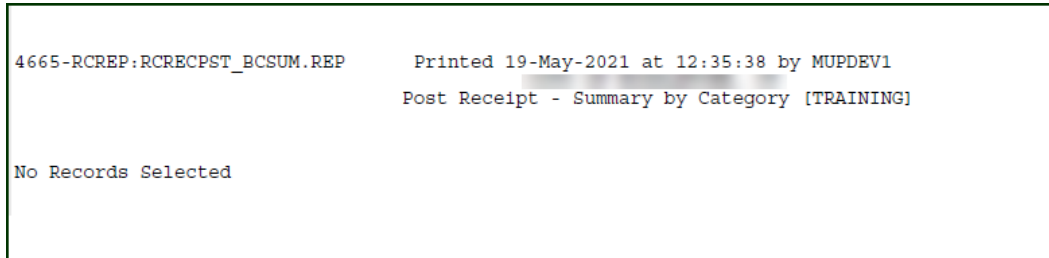 4665-RCREP:RCRECPST_BCSUM.REP Printed 19-May-2021 at 12:35:38 by MUPDEV1
Post Receipt - Summary by Category [TRAINING]
No Records Selected